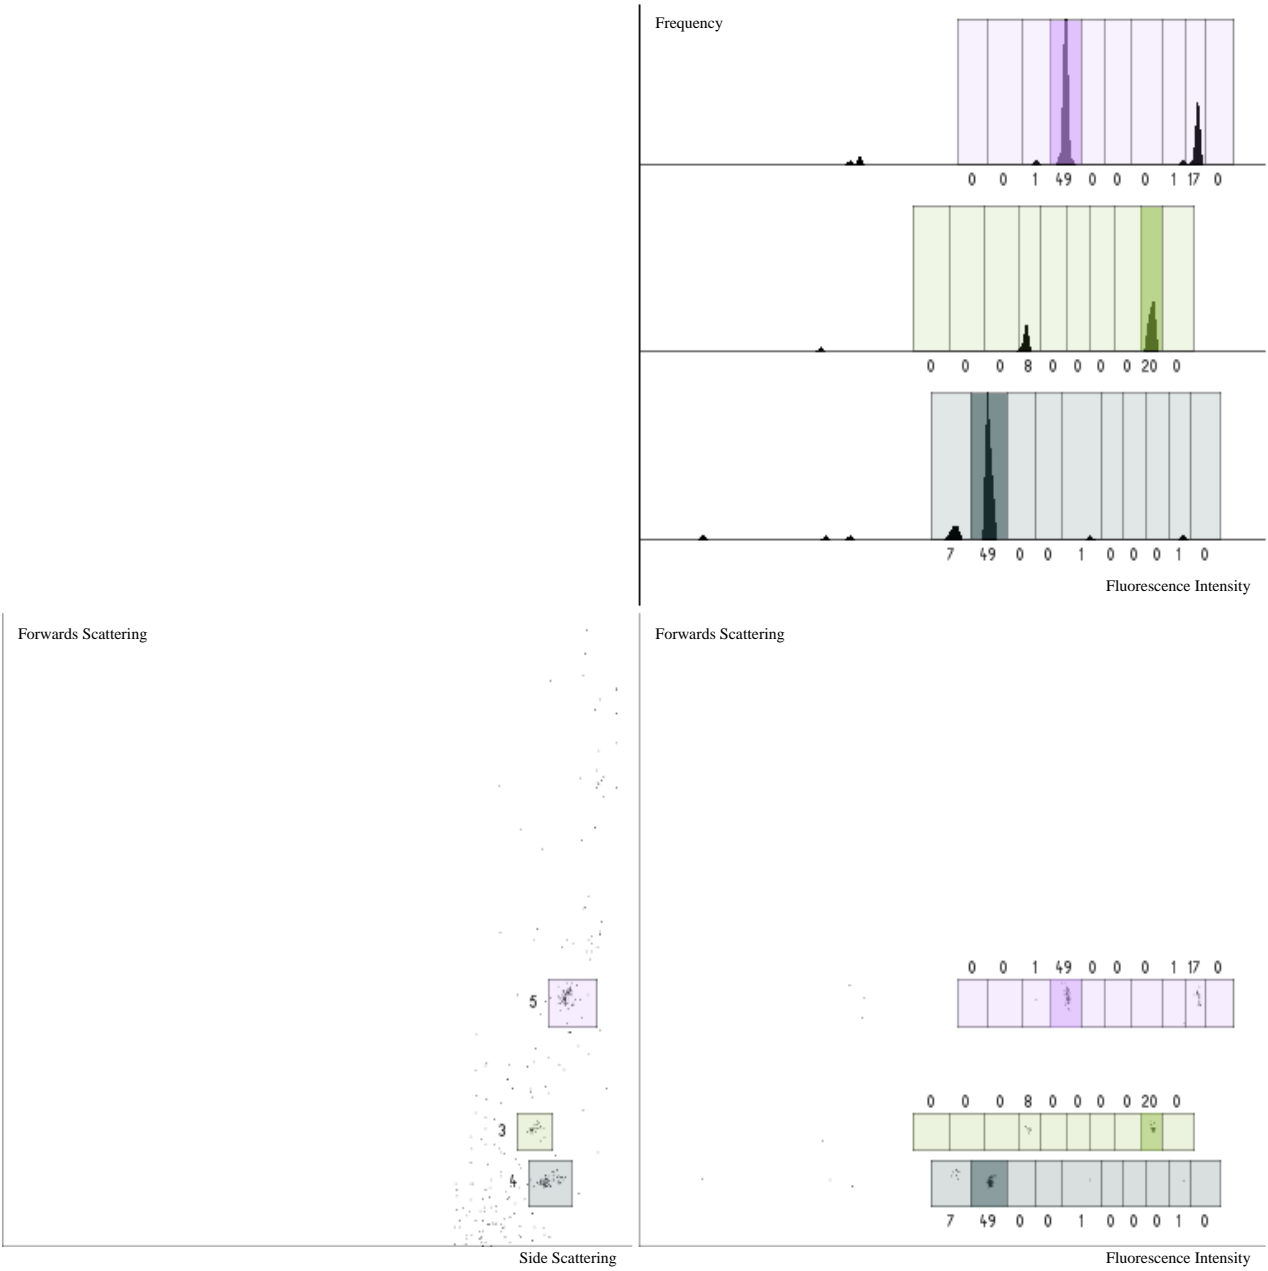 Frequency
0 0 1 49 0 0 0 1 17 0
0 0 0 8 0 0 0 0 20 0
7 49 0 0 1 0 0 0 1 0
Fluorescence Intensity
Forwards Scattering
5
3
4
Side Scattering
Forwards Scattering
0 0 1 49 0 0 0 1 17 0
0 0 0 8 0 0 0 0 20 0
7 49 0 0 1 0 0 0 1 0
Fluorescence Intensity